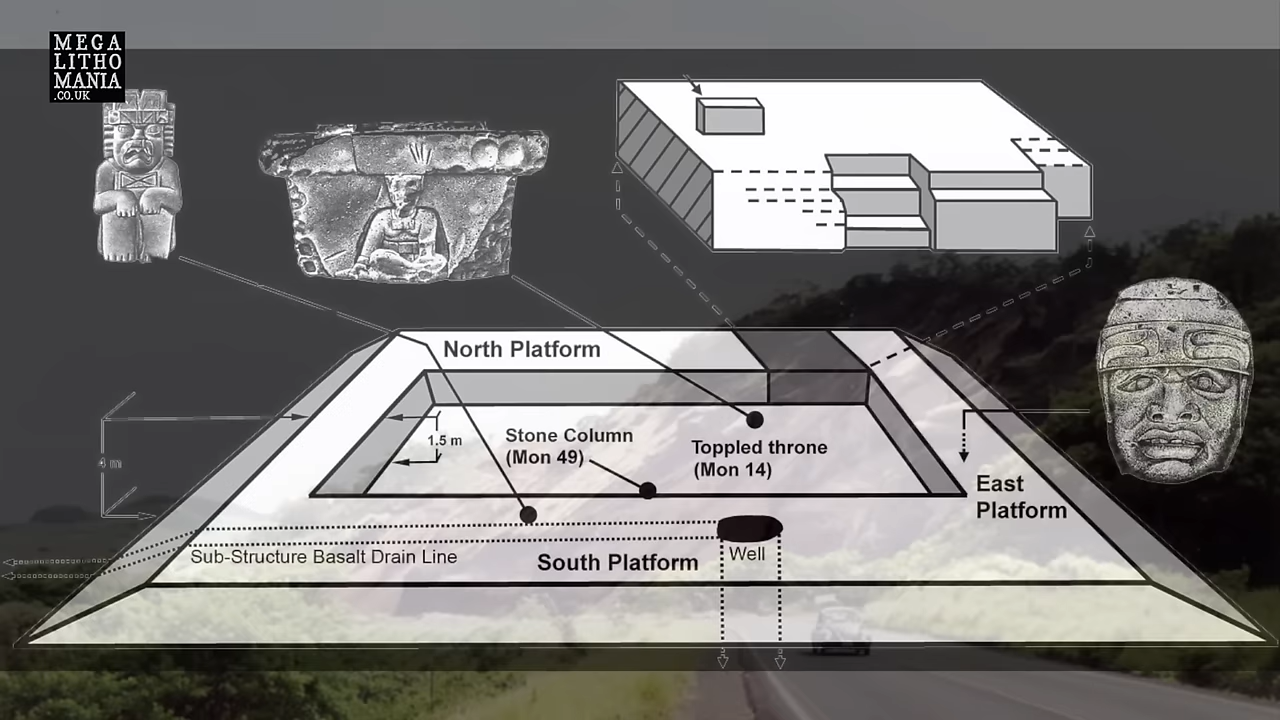 MEGA
LITHO
MANIA
.CO.UK
North Platform
1.5 m
Stone Column
(Mon 49)
Toppled throne
(Mon 14)
4 m
East
Platform
Sub-Structure Basalt Drain Line
South Platform
Well